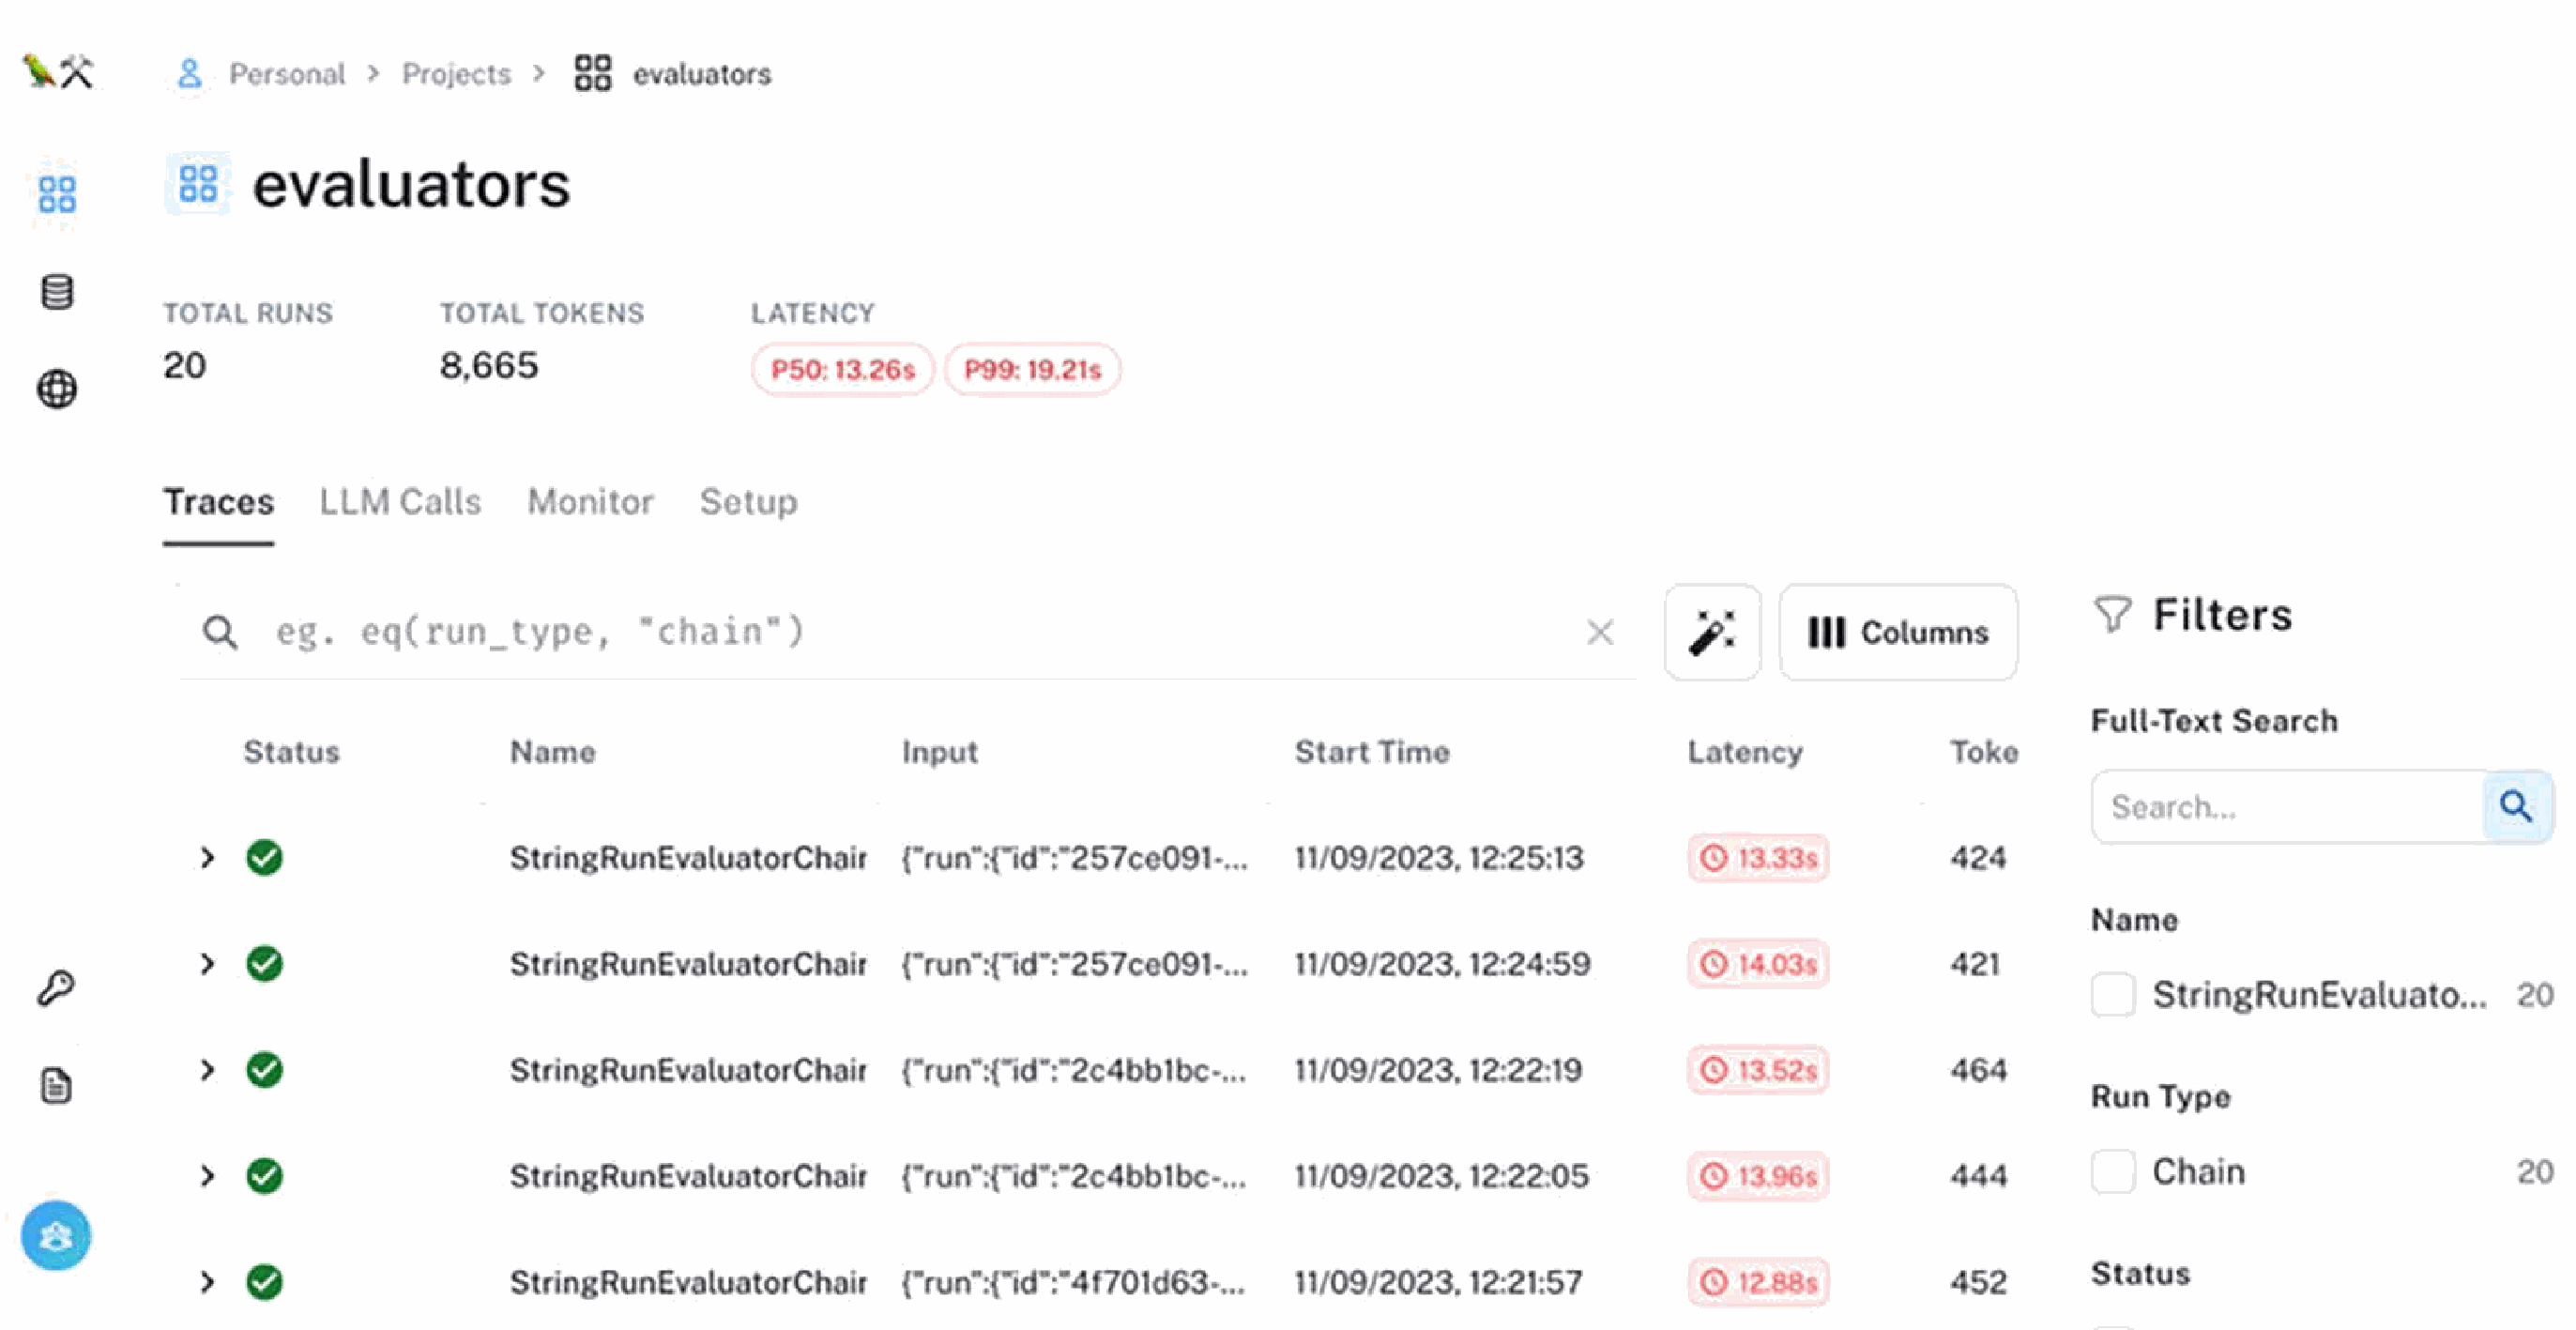 Personal > Projects > evaluators
evaluators
TOTAL RUNS TOTAL TOKENS LATENCY
20 8,665 P50: 13.26s P99: 19.21s
Traces LLM Calls Monitor Setup
eg. eq(run_type, "chain") Columns
Filters
Full-Text Search
Search...
Name
StringRunEvaluato... 20
Run Type
Chain 20
Status
Status Name Input Start Time Latency Toke
StringRunEvaluatorChair {"run":{"id":"257ce091-... 11/09/2023, 12:25:13 13.33s 424
StringRunEvaluatorChair {"run":{"id":"257ce091-... 11/09/2023, 12:24:59 14.03s 421
StringRunEvaluatorChair {"run":{"id":"2c4bb1bc-... 11/09/2023, 12:22:19 13.52s 464
StringRunEvaluatorChair {"run":{"id":"2c4bb1bc-... 11/09/2023, 12:22:05 13.96s 444
StringRunEvaluatorChair {"run":{"id":"4f701d63-... 11/09/2023, 12:21:57 12.88s 452